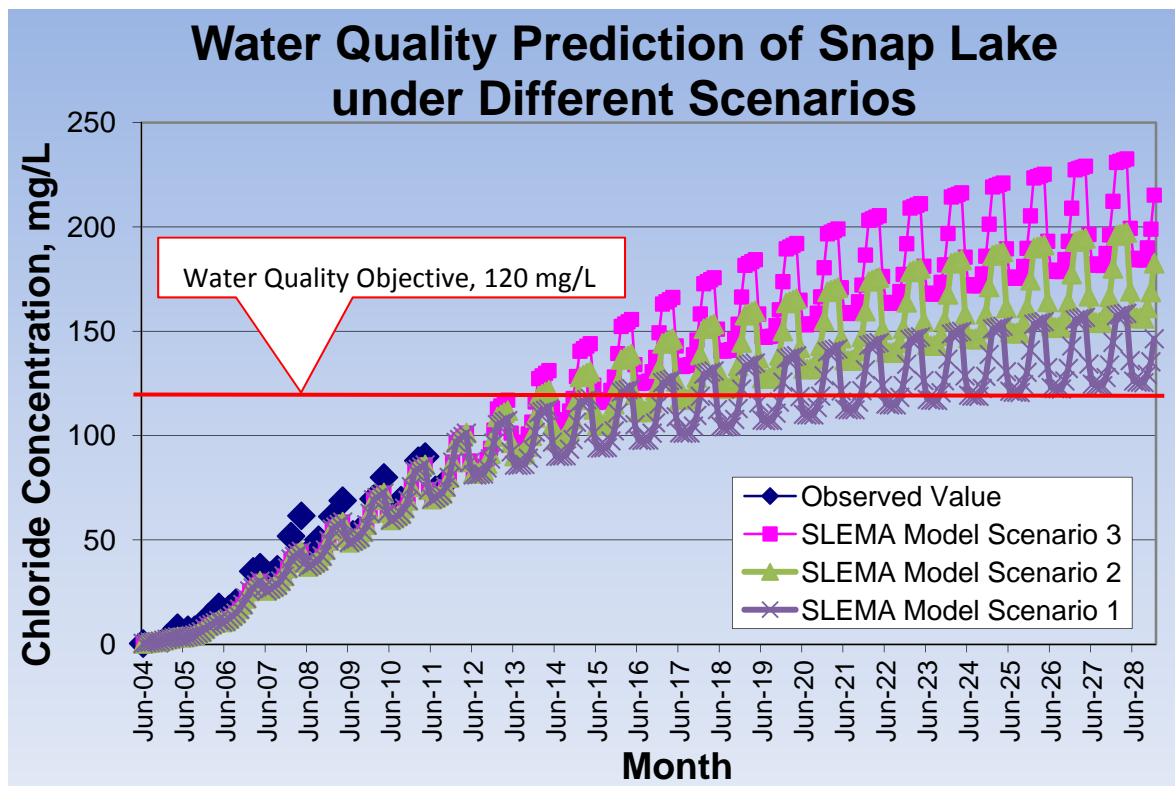 Water Quality Prediction of Snap Lake
under Different Scenarios
Chloride Concentration, mg/L
250
200
150
100
50
0
Water Quality Objective, 120 mg/L
Observed Value
SLEMA Model Scenario 3
SLEMA Model Scenario 2
SLEMA Model Scenario 1
Jun-04
Jun-05
Jun-06
Jun-07
Jun-08
Jun-09
Jun-10
Jun-11
Jun-12
Jun-13
Jun-14
Jun-15
Jun-16
Jun-17
Jun-18
Jun-19
Jun-20
Jun-21
Jun-22
Jun-23
Jun-24
Jun-25
Jun-26
Jun-27
Jun-28
Month